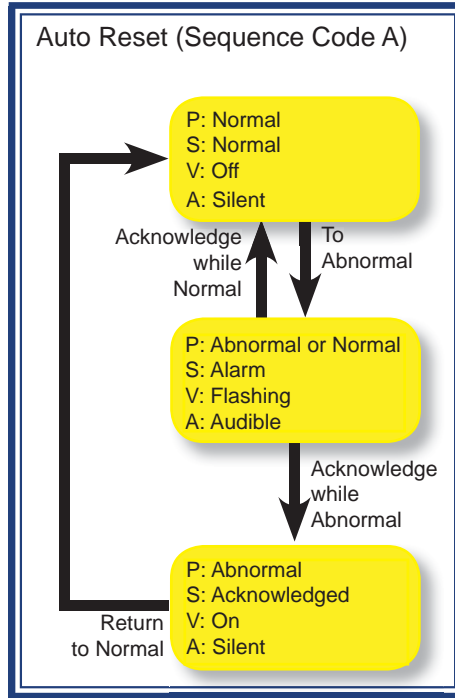 Auto Reset (Sequence Code A)
P: Normal
S: Normal
V: Off
A: Silent
Acknowledge
while
Normal
To
Abnormal
P: Abnormal or Normal
S: Alarm
V: Flashing
A: Audible
Acknowledge
while
Abnormal
P: Abnormal
S: Acknowledged
V: On
A: Silent
Return
to Normal